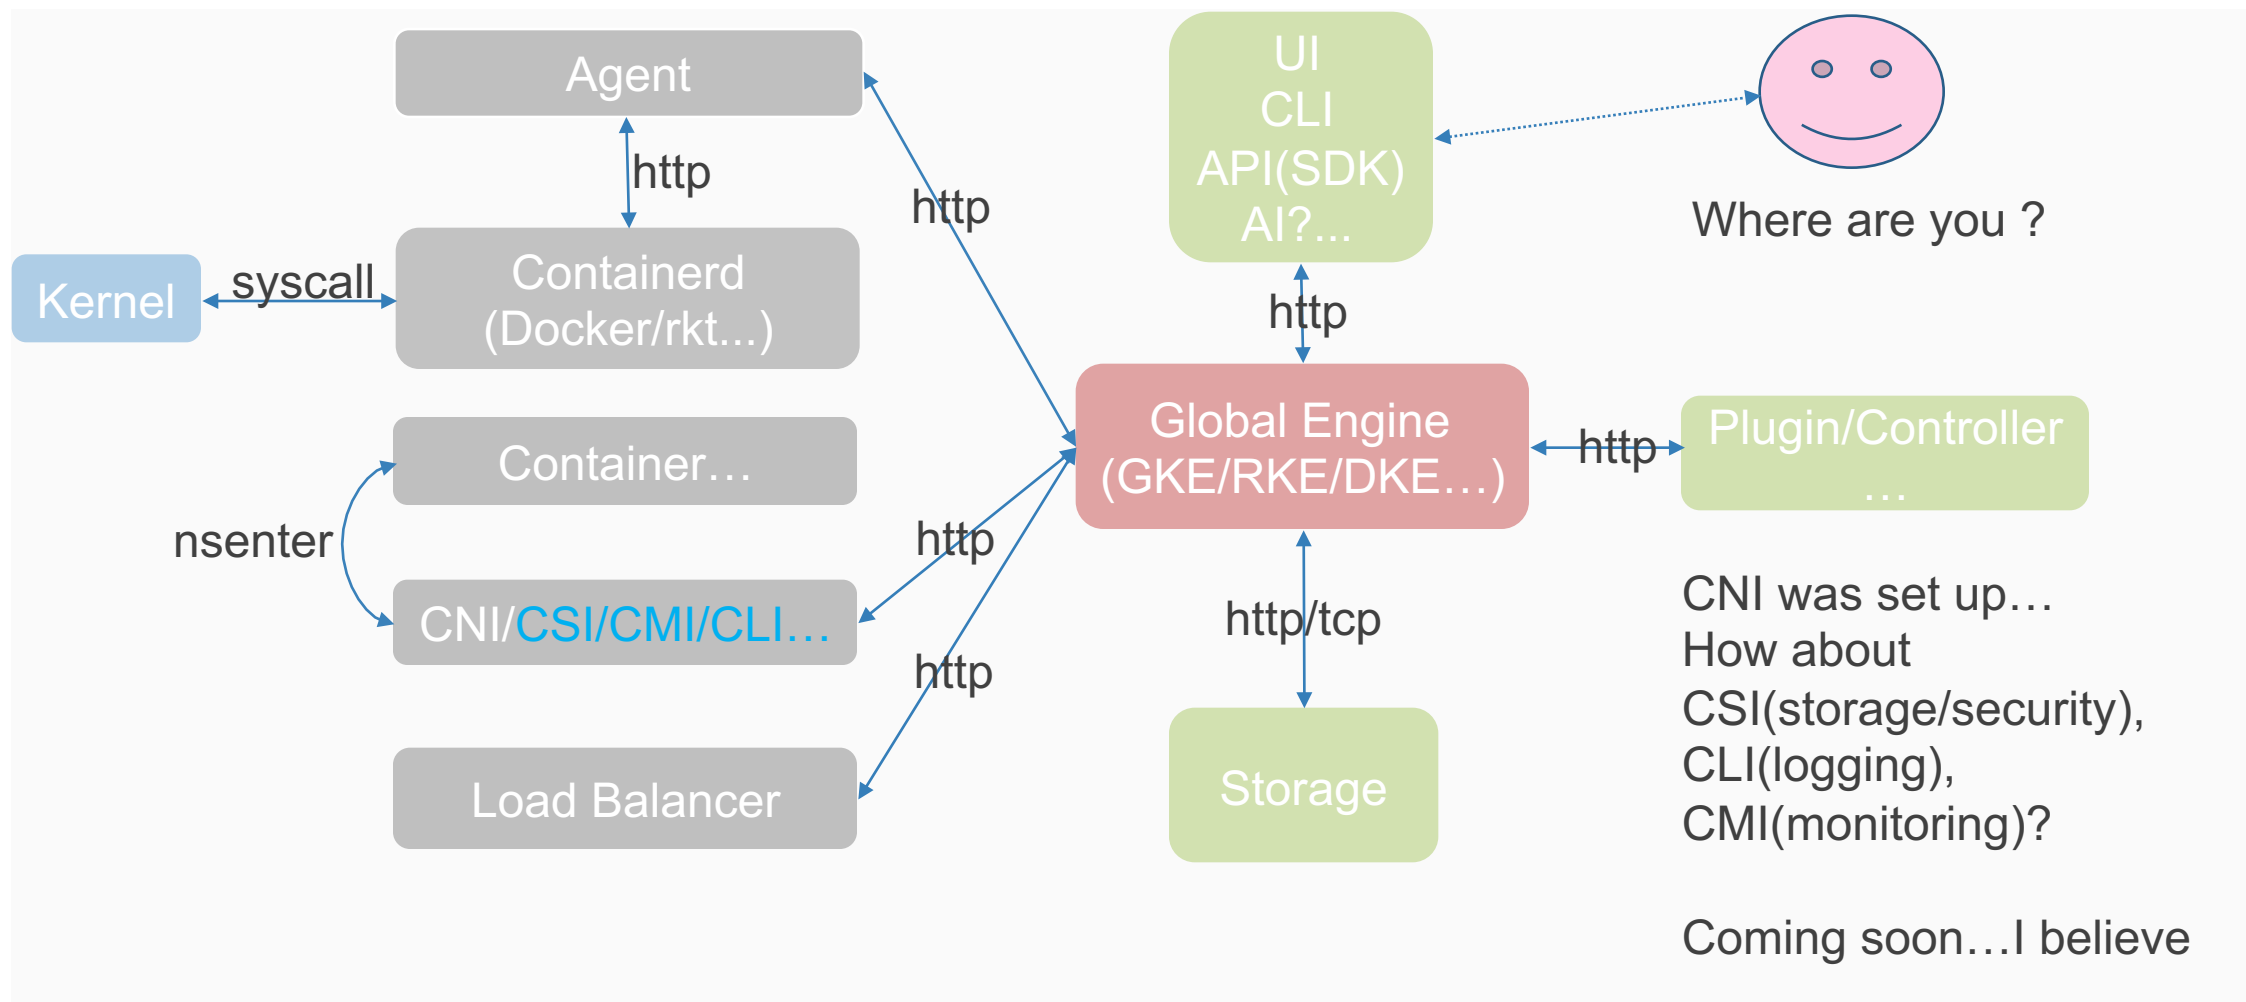 Agent
http
Kernel
syscall
Containerd
(Docker/rkt...)
Container…
nsenter
CNI/CSI/CMI/CLI…
Load Balancer
http
http
http
UI
CLI
API(SDK)
AI?...
http
Global Engine
(GKE/RKE/DKE…)
http/tcp
Storage
http
Plugin/Controller
…
Where are you ?
CNI was set up…
How about
CSI(storage/security),
CLI(logging),
CMI(monitoring)?
Coming soon…I believe